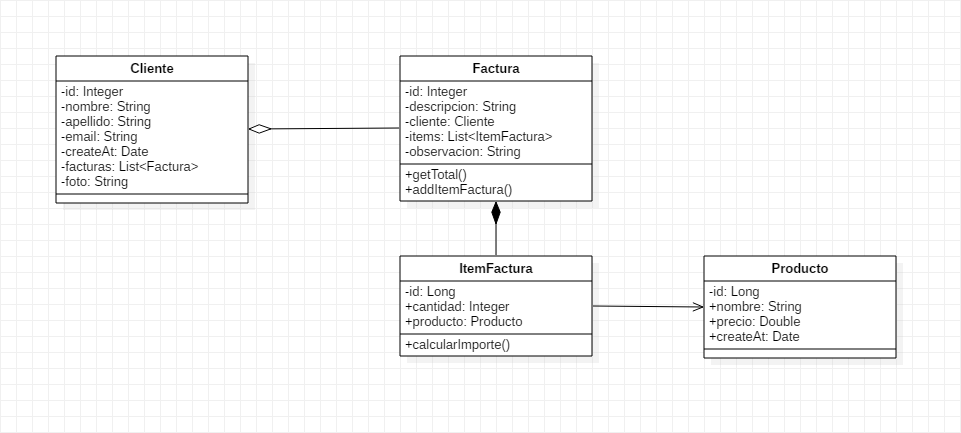 Cliente
-id: Integer
-nombre: String
-apellido: String
-email: String
-createAt: Date
-facturas: List<Factura>
-foto: String
Factura
-id: Integer
-descripcion: String
-cliente: Cliente
-items: List<ItemFactura>
-observacion: String
+getTotal()
+addItemFactura()
ItemFactura
-id: Long
+cantidad: Integer
+producto: Producto
+calcularImporte()
Producto
-id: Long
+nombre: String
+precio: Double
+createAt: Date